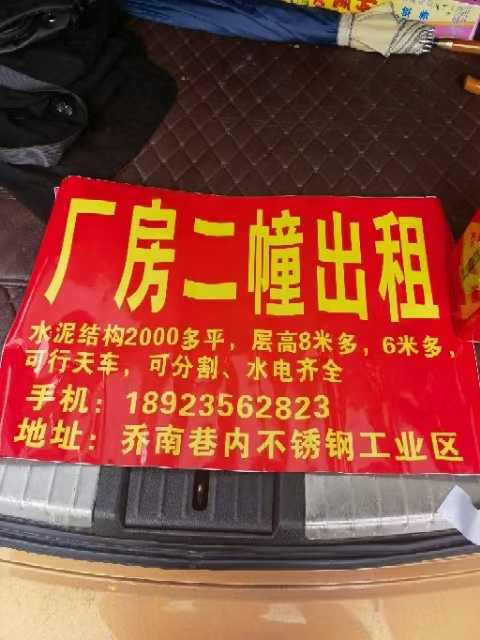 厂房二幢出租
水泥结构2000多平，层高8米多，6米多，
可行天车，可分割、水电齐全
手机：18923562823
地址：乔南巷内不锈钢工业区